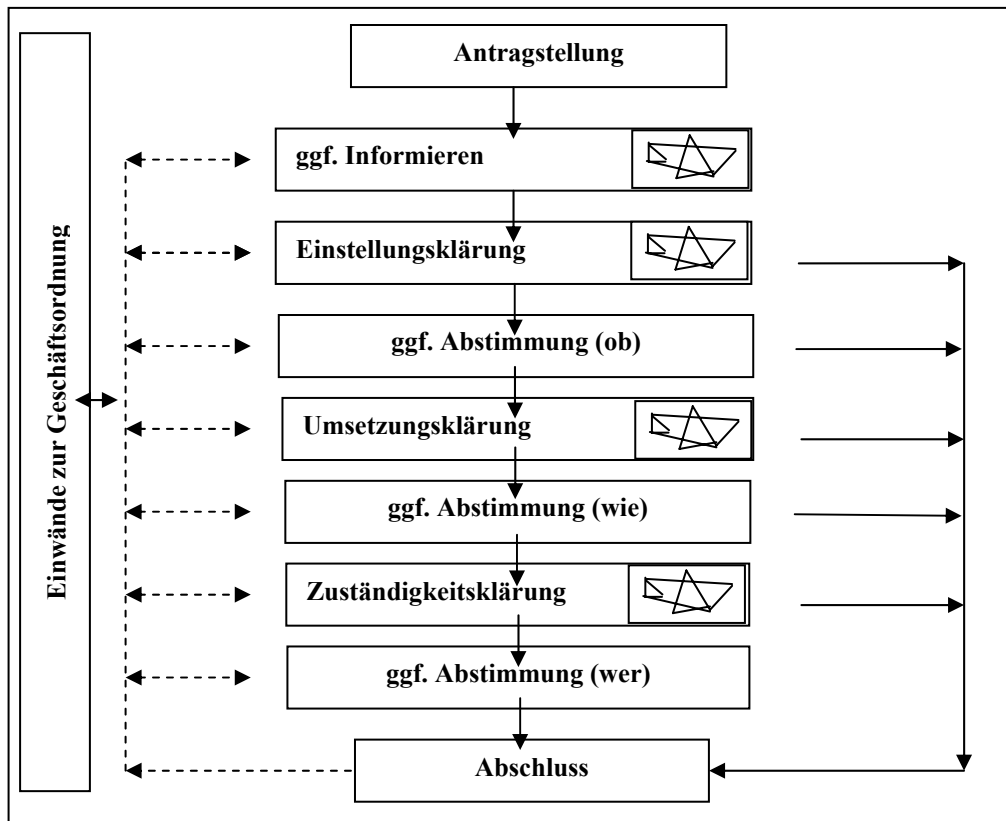 Einwände zur Geschäftsordnung
Antragstellung
ggf. Informieren
Einstellungsklärung
ggf. Abstimmung (ob)
Umsetzungsklärung
ggf. Abstimmung (wie)
Zuständigkeitsklärung
ggf. Abstimmung (wer)
Abschluss